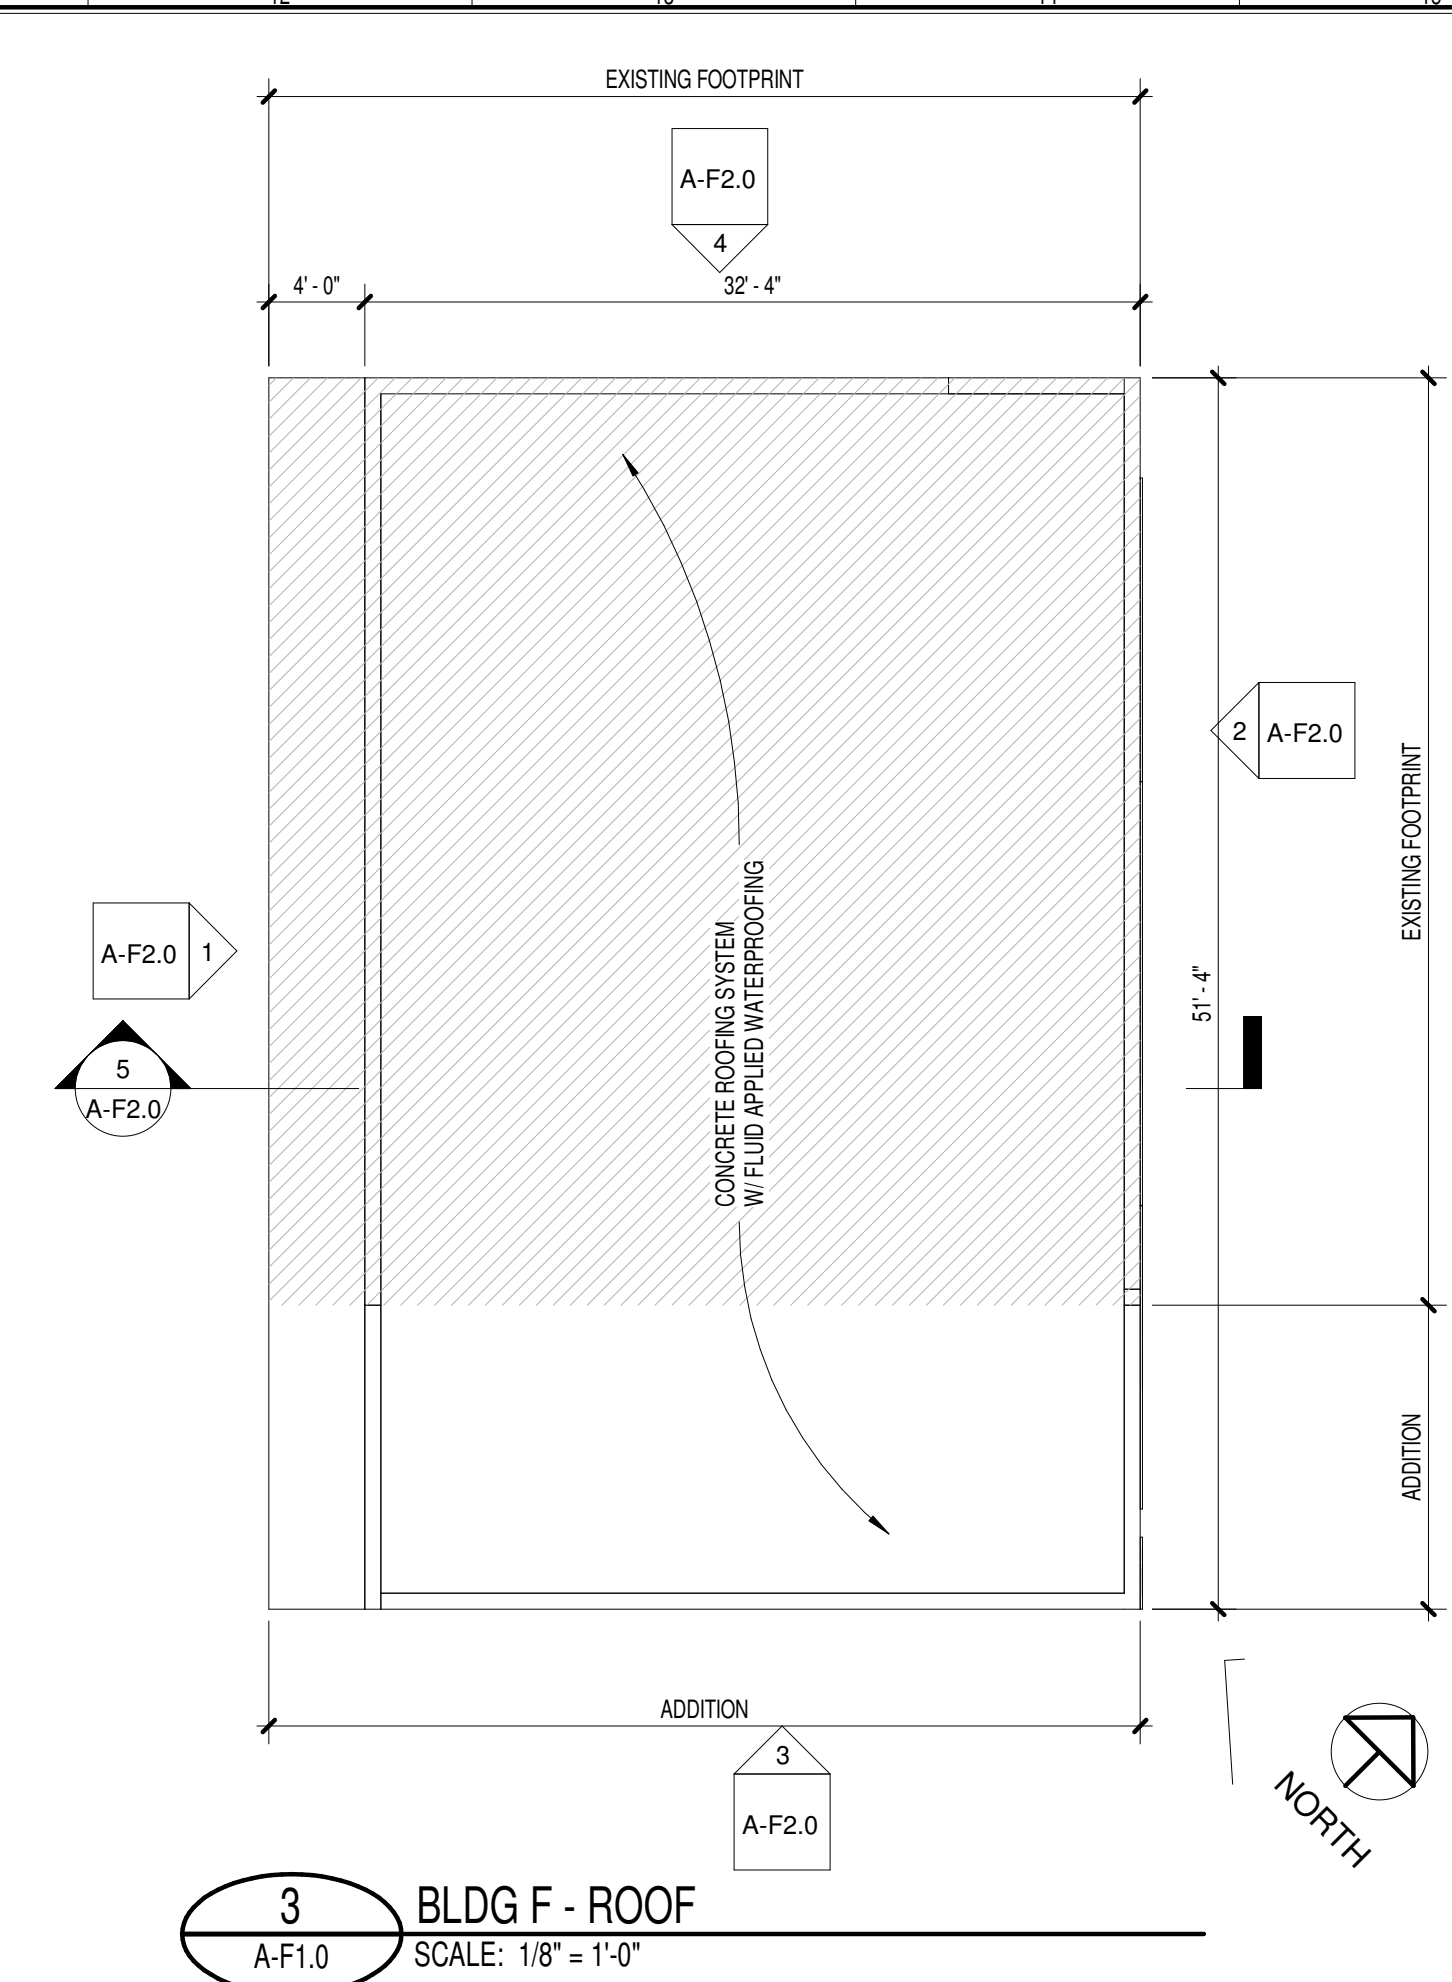 EXISTING FOOTPRINT
A-F2.0
4
4' - 0"
32' - 4"
2
A-F2.0
EXISTING FOOTPRINT
A-F2.0
1
51' - 4"
5
A-F2.0
CONCRETE ROOFING SYSTEM
W/ FLUID APPLIED WATERPROOFING
ADDITION
ADDITION
3
A-F2.0
NORTH
3
BLDG F - ROOF
A-F1.0
SCALE: 1/8" = 1'-0"